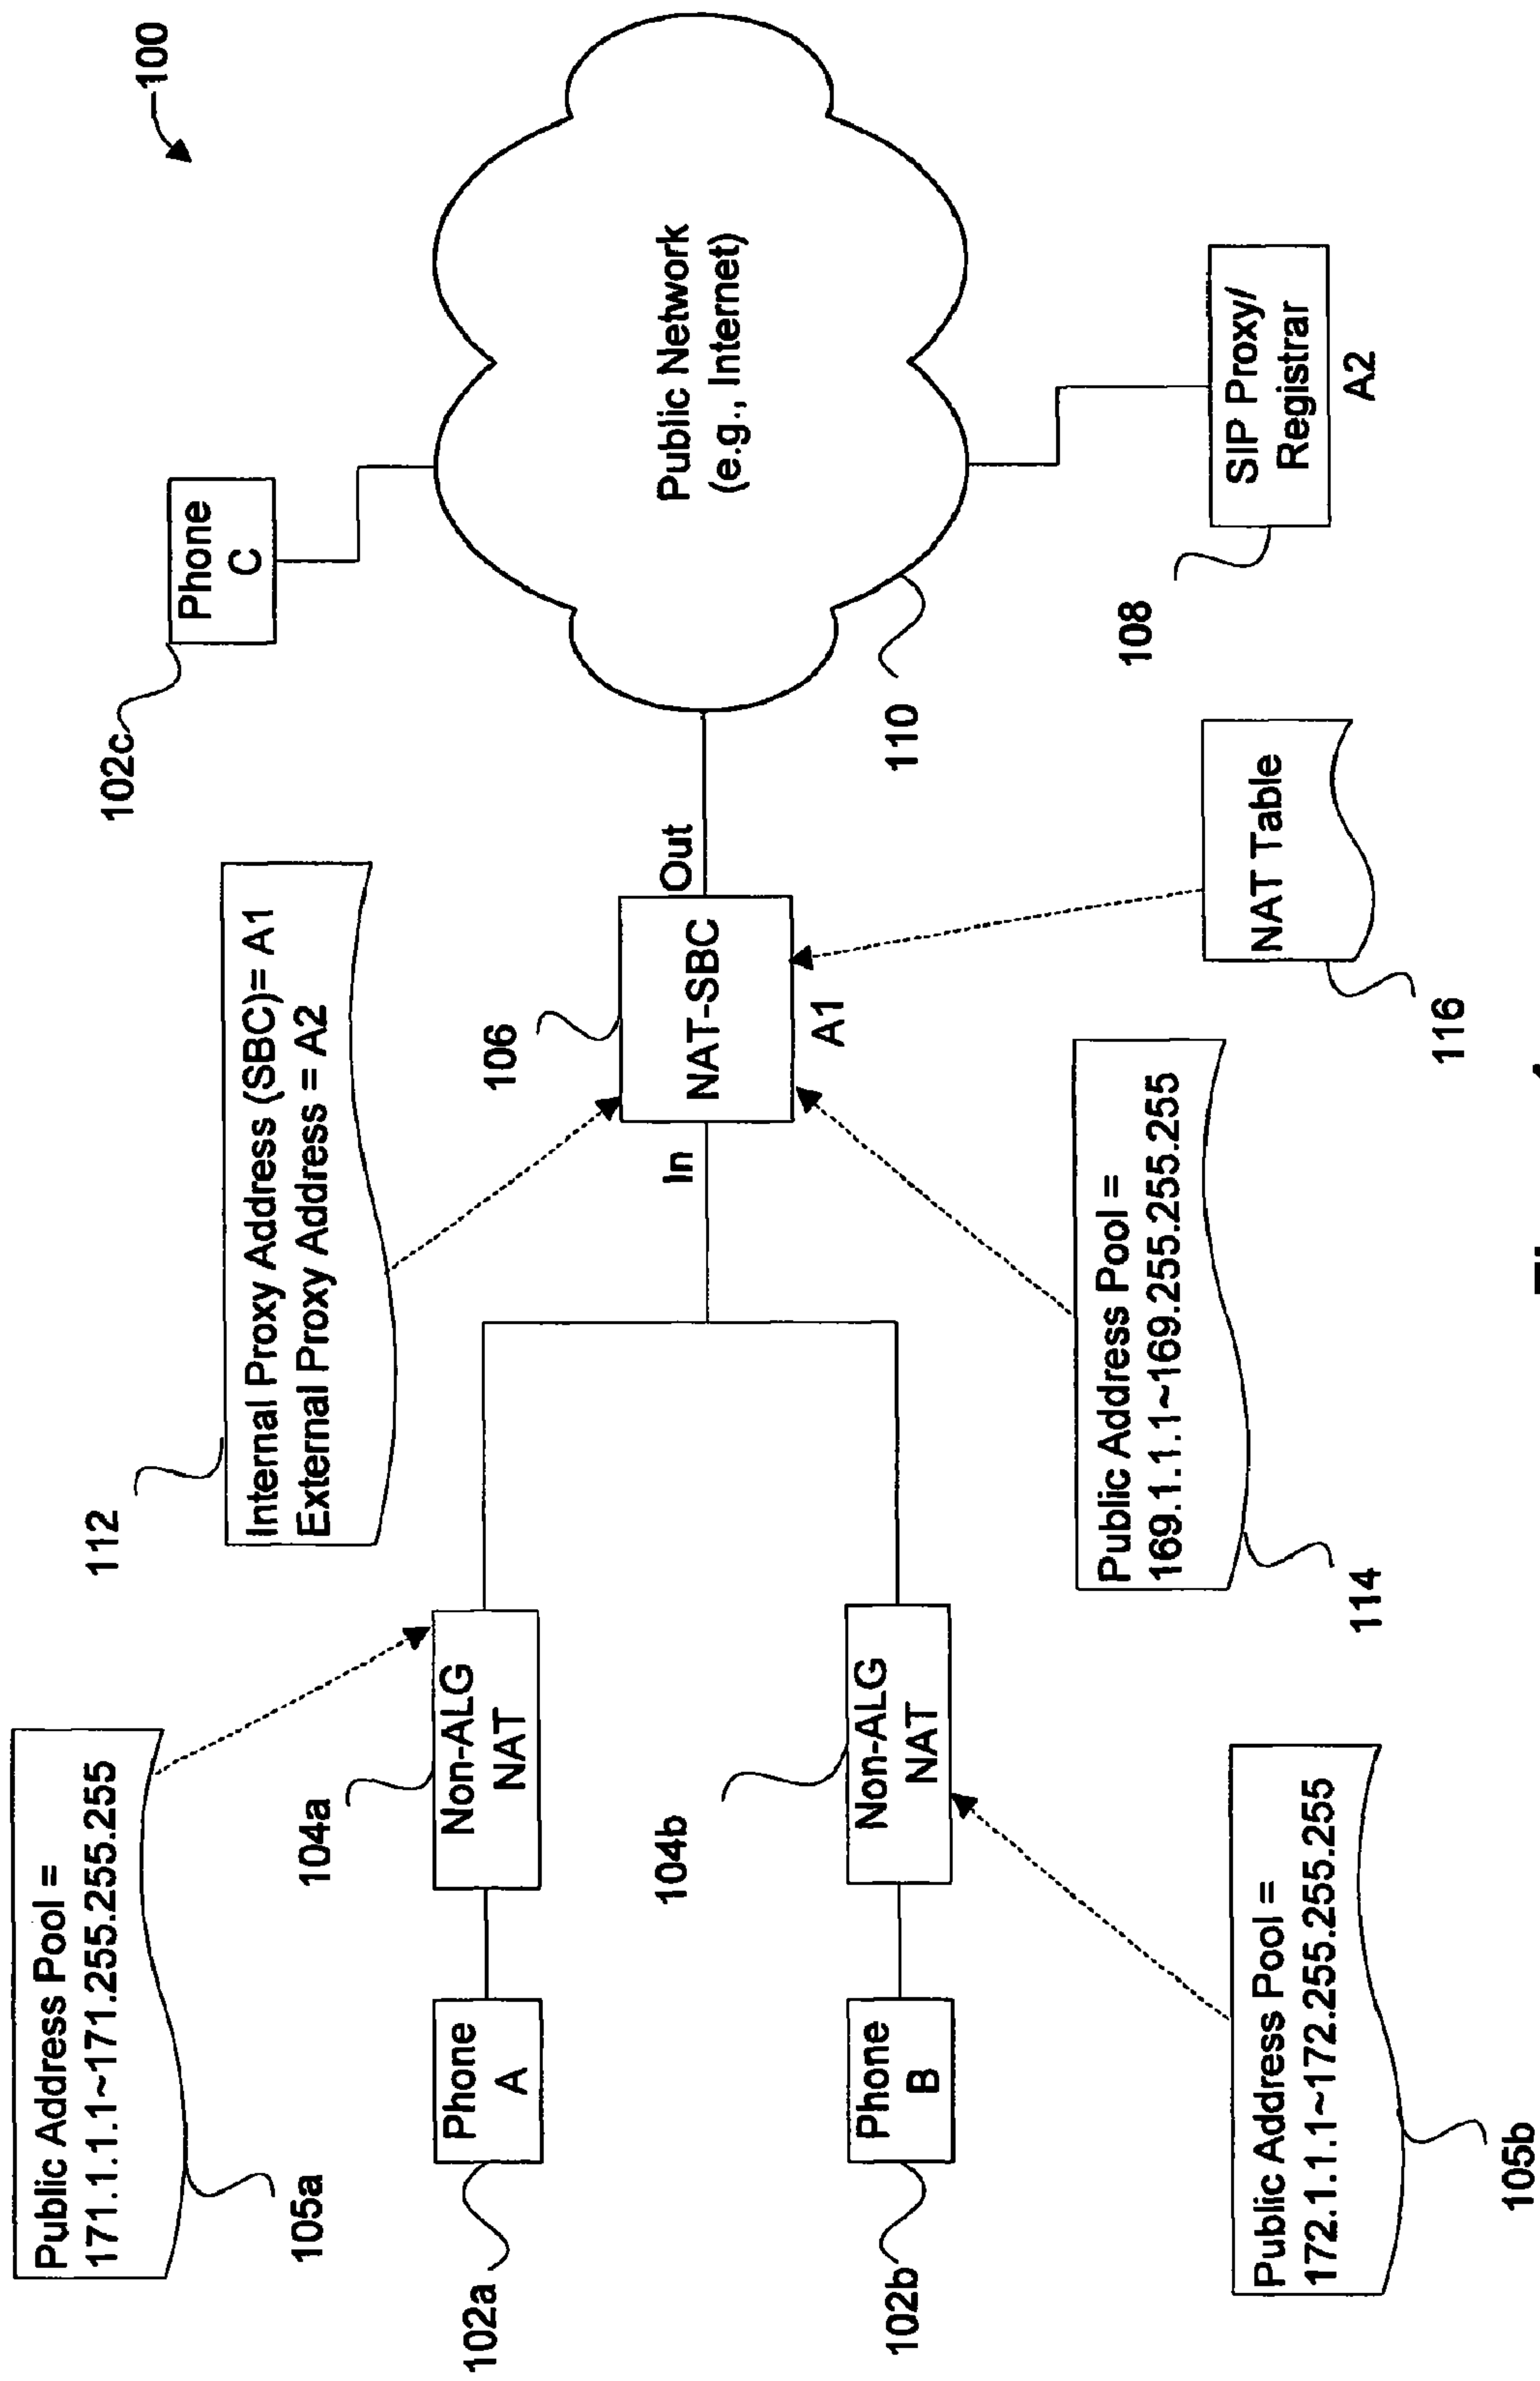 100
Phone
C
102c
Public Network
(e.g., Internet)
110
SIP Proxy/
Registrar
A2
108
112
Internal Proxy Address (SBC)= A1
External Proxy Address = A2
106
NAT-SBC
A1
In
Out
NAT Table
116
Public Address Pool =
169.1.1.1~169.255.255.255
114
Public Address Pool =
171.1.1.1~171.255.255.255
105a
104a
Non-ALG
NAT
Phone
A
102a
104b
Non-ALG
NAT
Phone
B
102b
Public Address Pool =
172.1.1.1~172.255.255.255
105b